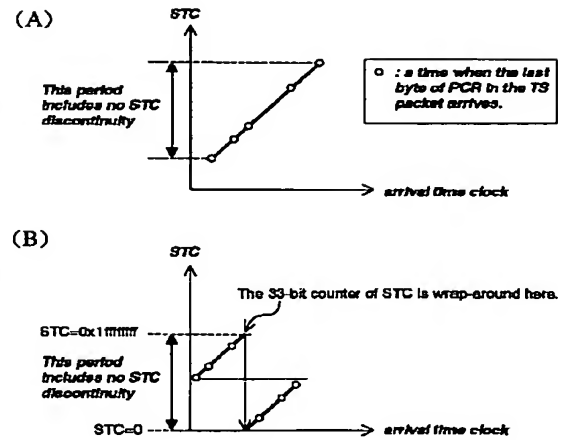 (A)
STC
This period
includes no STC
discontinuity
o : a time when the last
byte of PCR in the TS
packet arrives.
arrival time clock
(B)
STC
The 33-bit counter of STC is wrap-around here.
STC=0x1ffffffff
This period
includes no STC
discontinuity
STC=0
arrival time clock